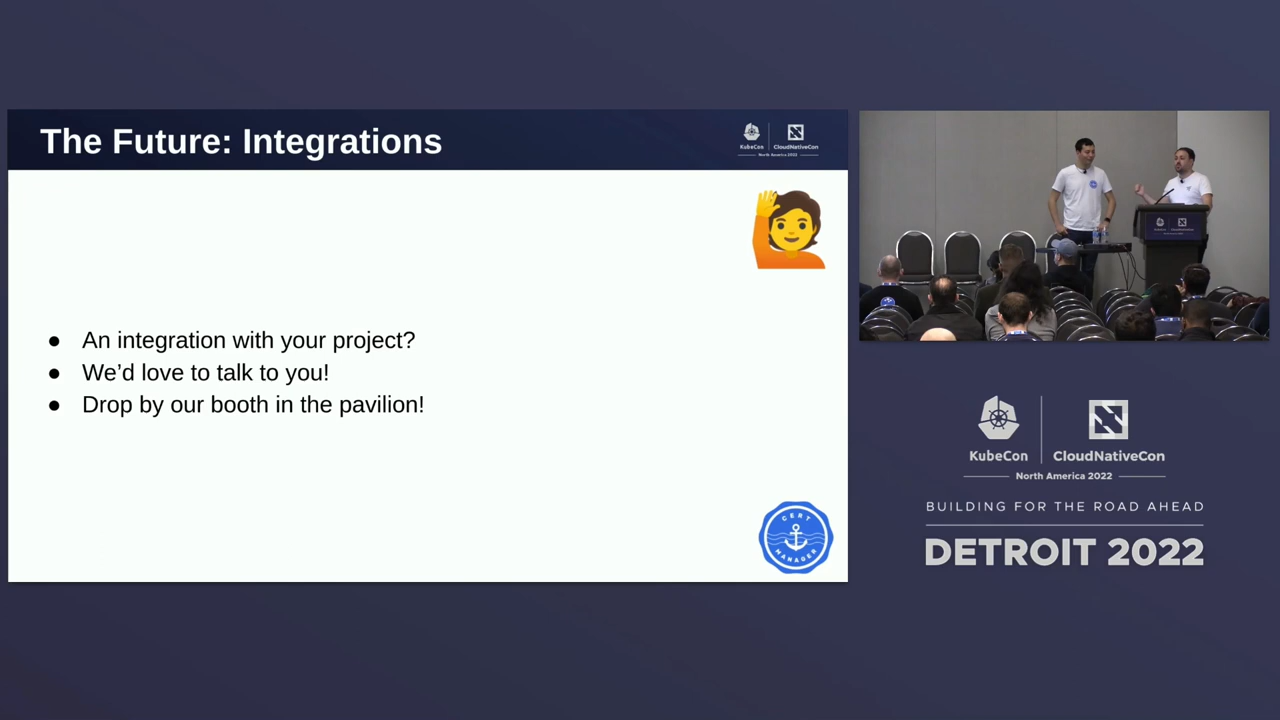 The Future: Integrations
KubeCon
CloudNativeCon
North America 2022
● An integration with your project?
● We’d love to talk to you!
● Drop by our booth in the pavilion!
CERT
MANAGER
KubeCon
CloudNativeCon
North America 2022
BUILDING FOR THE ROAD AHEAD
DETROIT 2022